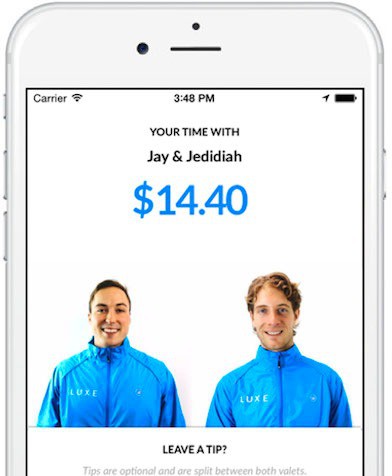 Carrier 3:48 PM
YOUR TIME WITH
Jay & Jedidiah
$14.40
LUXE LUXE
LEAVE A TIP?
Tips are optional and are split between both valets.